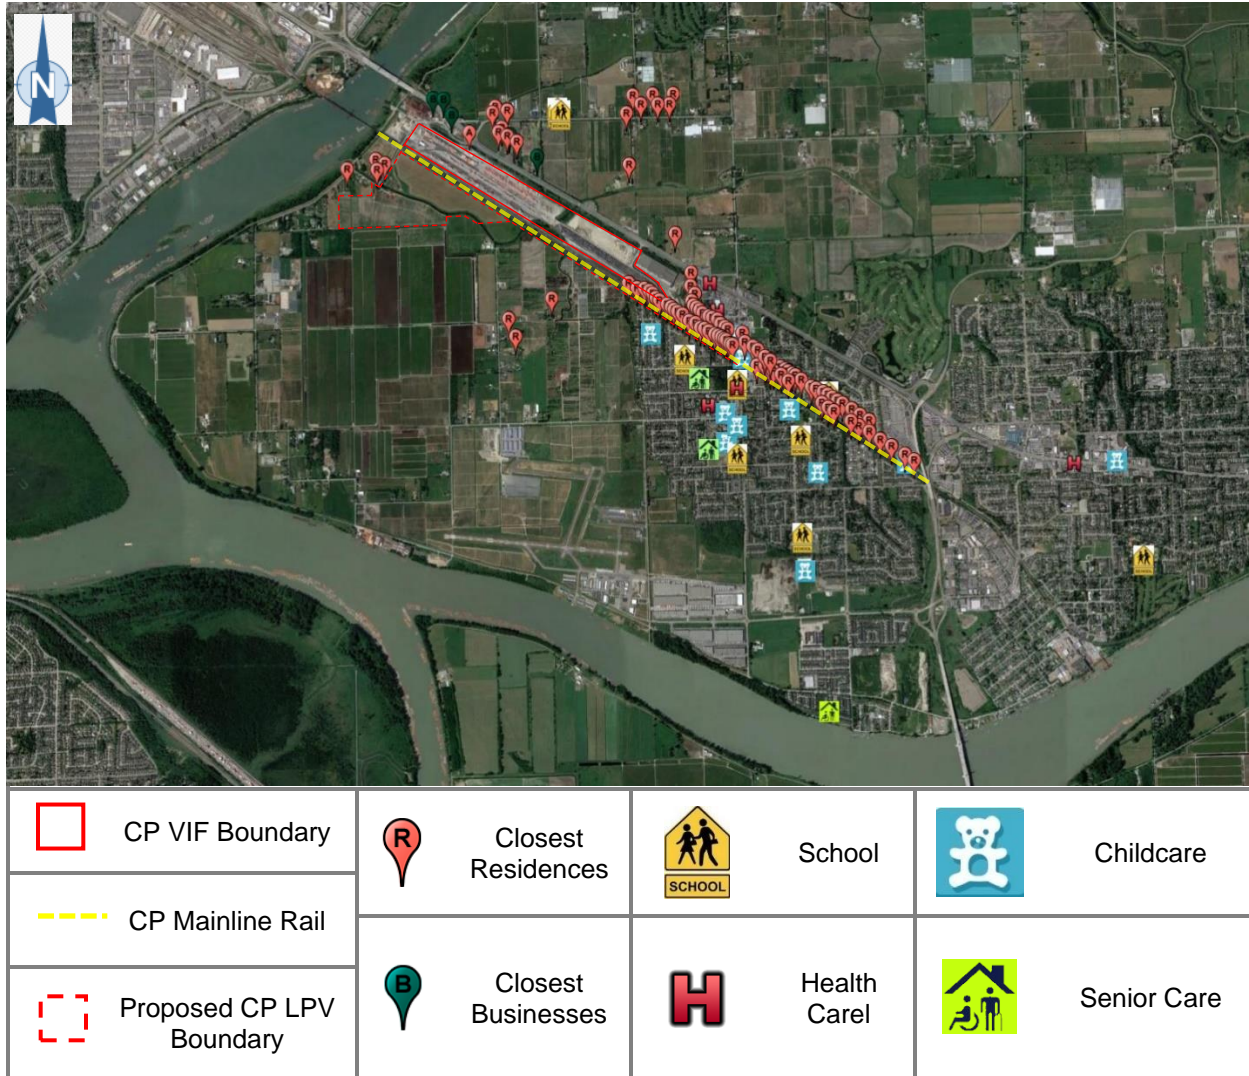 N
SCHOOL
CP VIF Boundary
R
Closest
Residences
SCHOOL
School
Childcare
CP Mainline Rail
Proposed CP LPV
Boundary
B
Closest
Businesses
H
Health
Carel
Senior Care